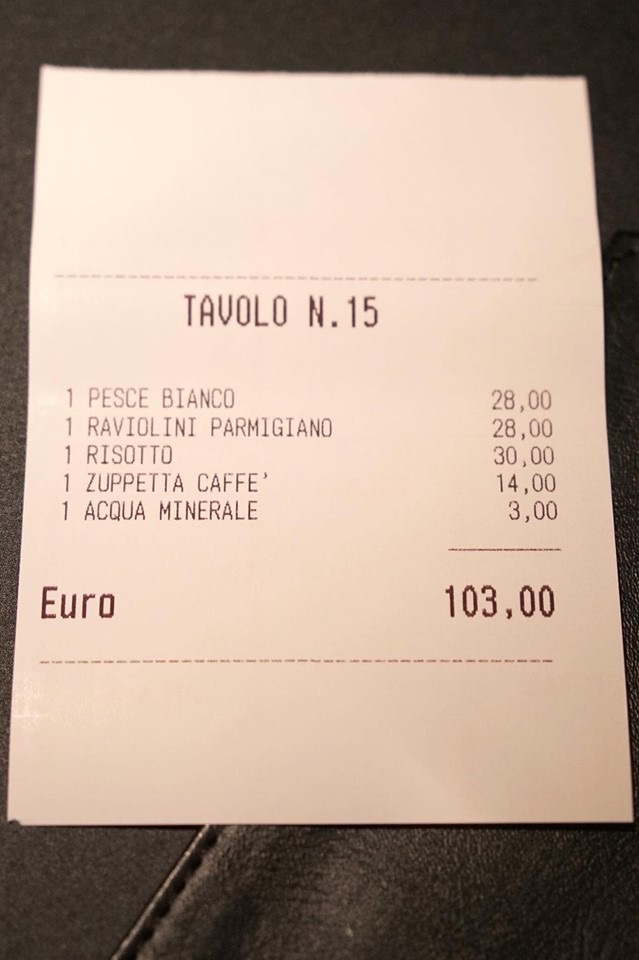 TAVOLO N.15
1 PESCE BIANCO 28,00
1 RAVIOLINI PARMIGIANO 28,00
1 RISOTTO 30,00
1 ZUPPETTA CAFFE' 14,00
1 ACQUA MINERALE 3,00
Euro 103,00